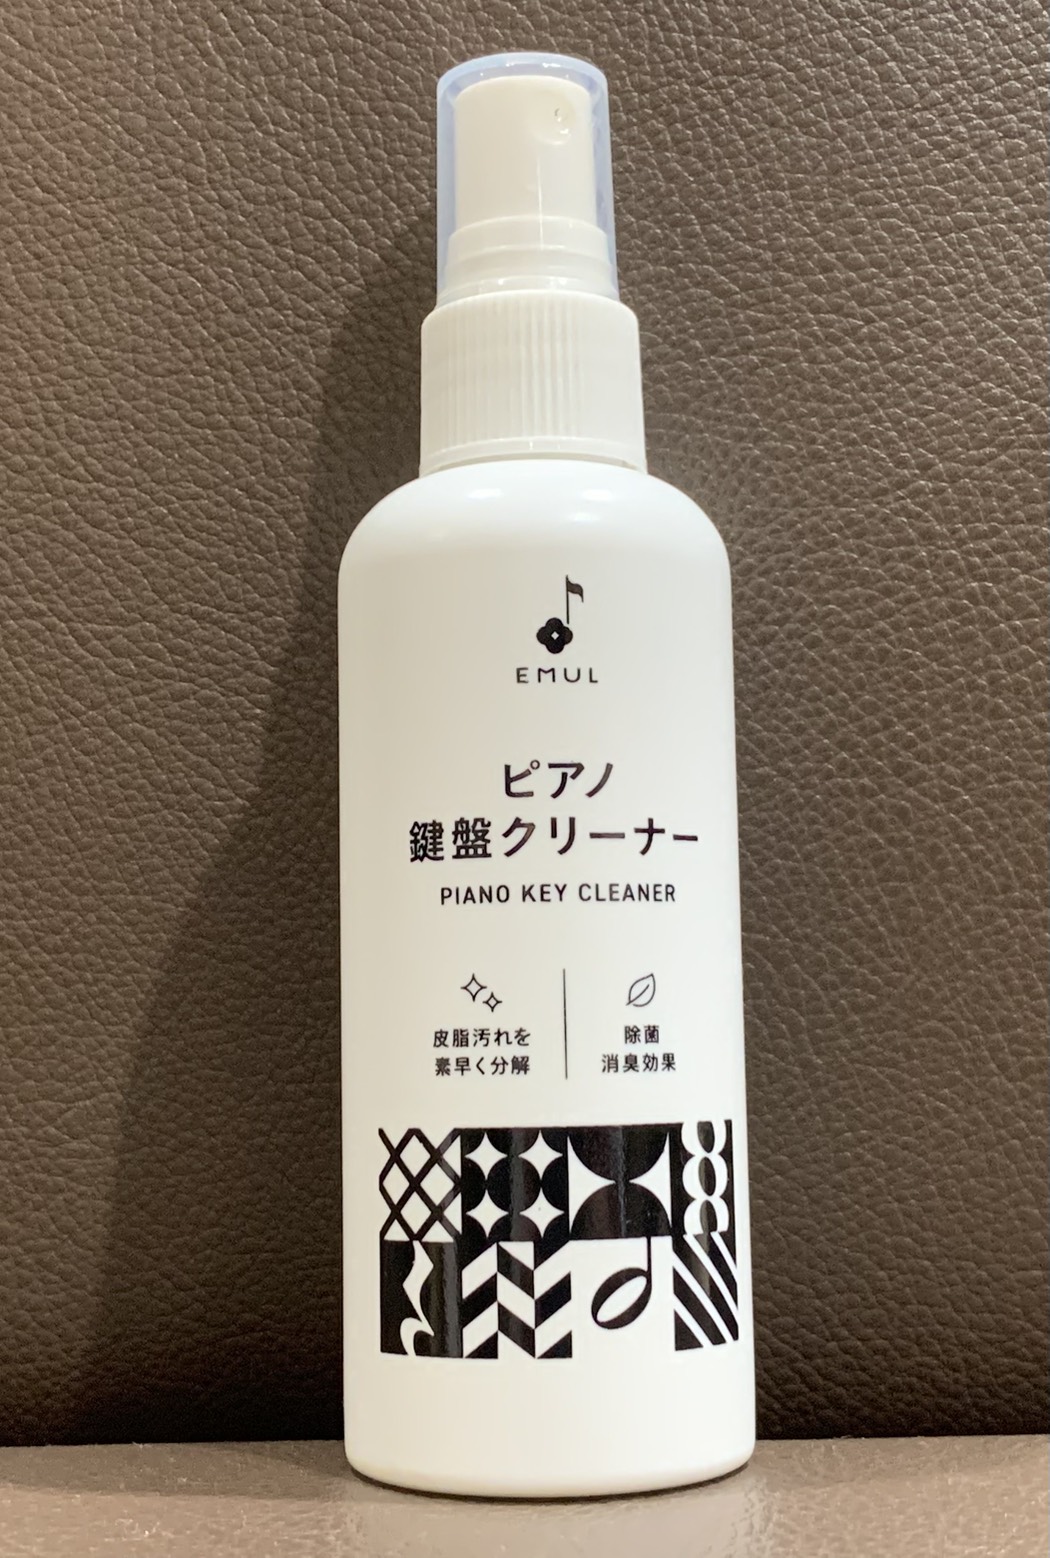 EMUL
ピアノ
鍵盤クリーナー
PIANO KEY CLEANER
皮脂汚れを
素早く分解
除菌
消臭効果